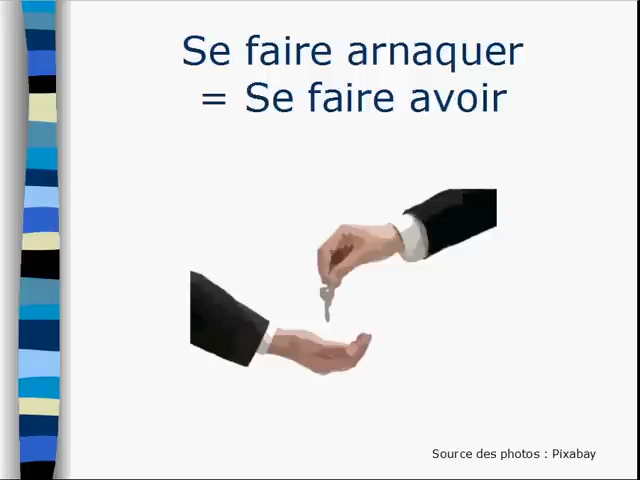 Se faire arnaquer
= Se faire avoir
Source des photos : Pixabay